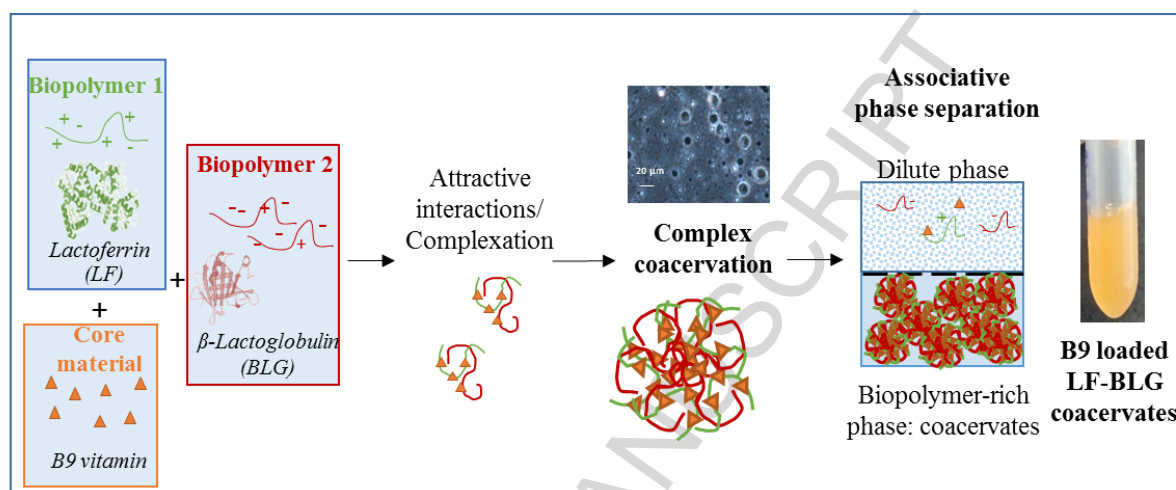 Biopolymer 1
+ - + + + -
Lactoferrin
(LF)
+
Core
material
B9 vitamin
+
Biopolymer 2
-- + - - + - -
β-Lactoglobulin
(BLG)
Attractive
interactions/
Complexation
20 µm
Complex
coacervation
Associative
phase separation
Dilute phase
- + -
Biopolymer-rich
phase: coacervates
B9 loaded
LF-BLG
coacervates
ANSCRIPT